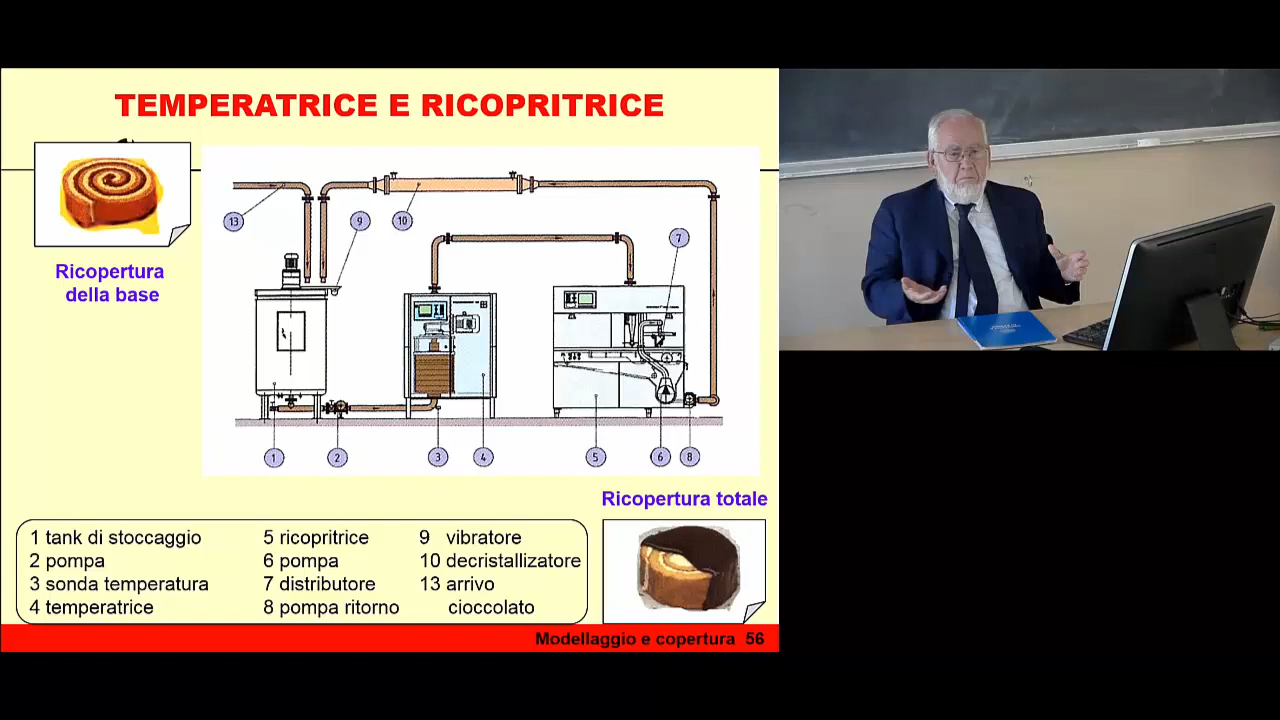 TEMPERATRICE E RICOPRITRICE
Ricopertura
della base
13
9
10
7
1
2
3
4
5
6
8
Ricopertura totale
1 tank di stoccaggio
2 pompa
3 sonda temperatura
4 temperatrice
5 ricopritrice
6 pompa
7 distributore
8 pompa ritorno
9 vibratore
10 decristallizatore
13 arrivo
cioccolato
Modellaggio e copertura 56